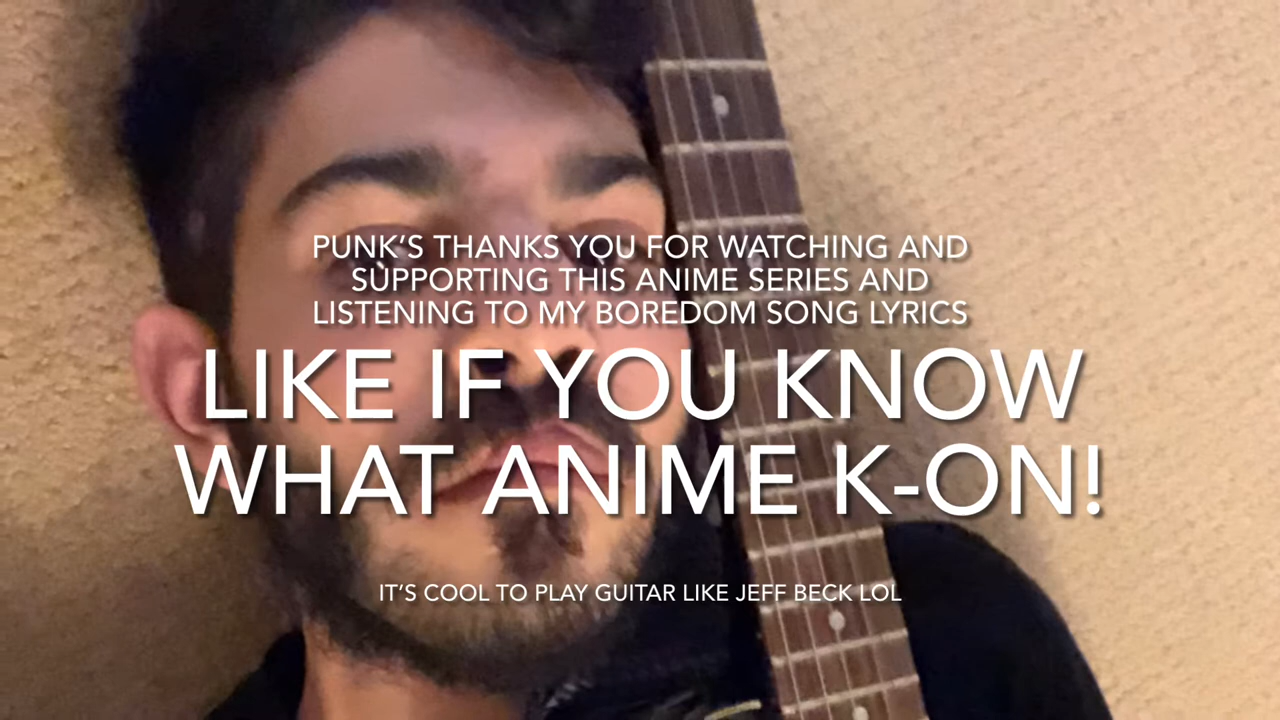 PUNK’S THANKS YOU FOR WATCHING AND
SUPPORTING THIS ANIME SERIES AND
LISTENING TO MY BOREDOM SONG LYRICS
LIKE IF YOU KNOW
WHAT ANIME K-ON!
IT’S COOL TO PLAY GUITAR LIKE JEFF BECK LOL